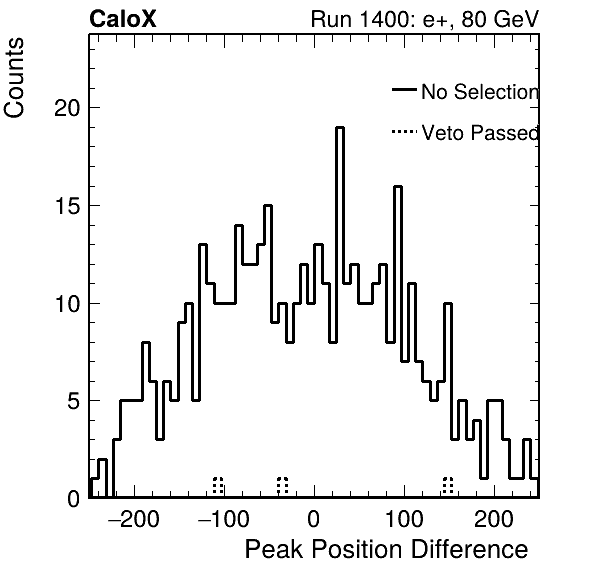 CaloX Run 1400: e+, 80 GeV
Counts
No Selection
Veto Passed
20
15
10
5
0
−200 −100 0 100 200
Peak Position Difference